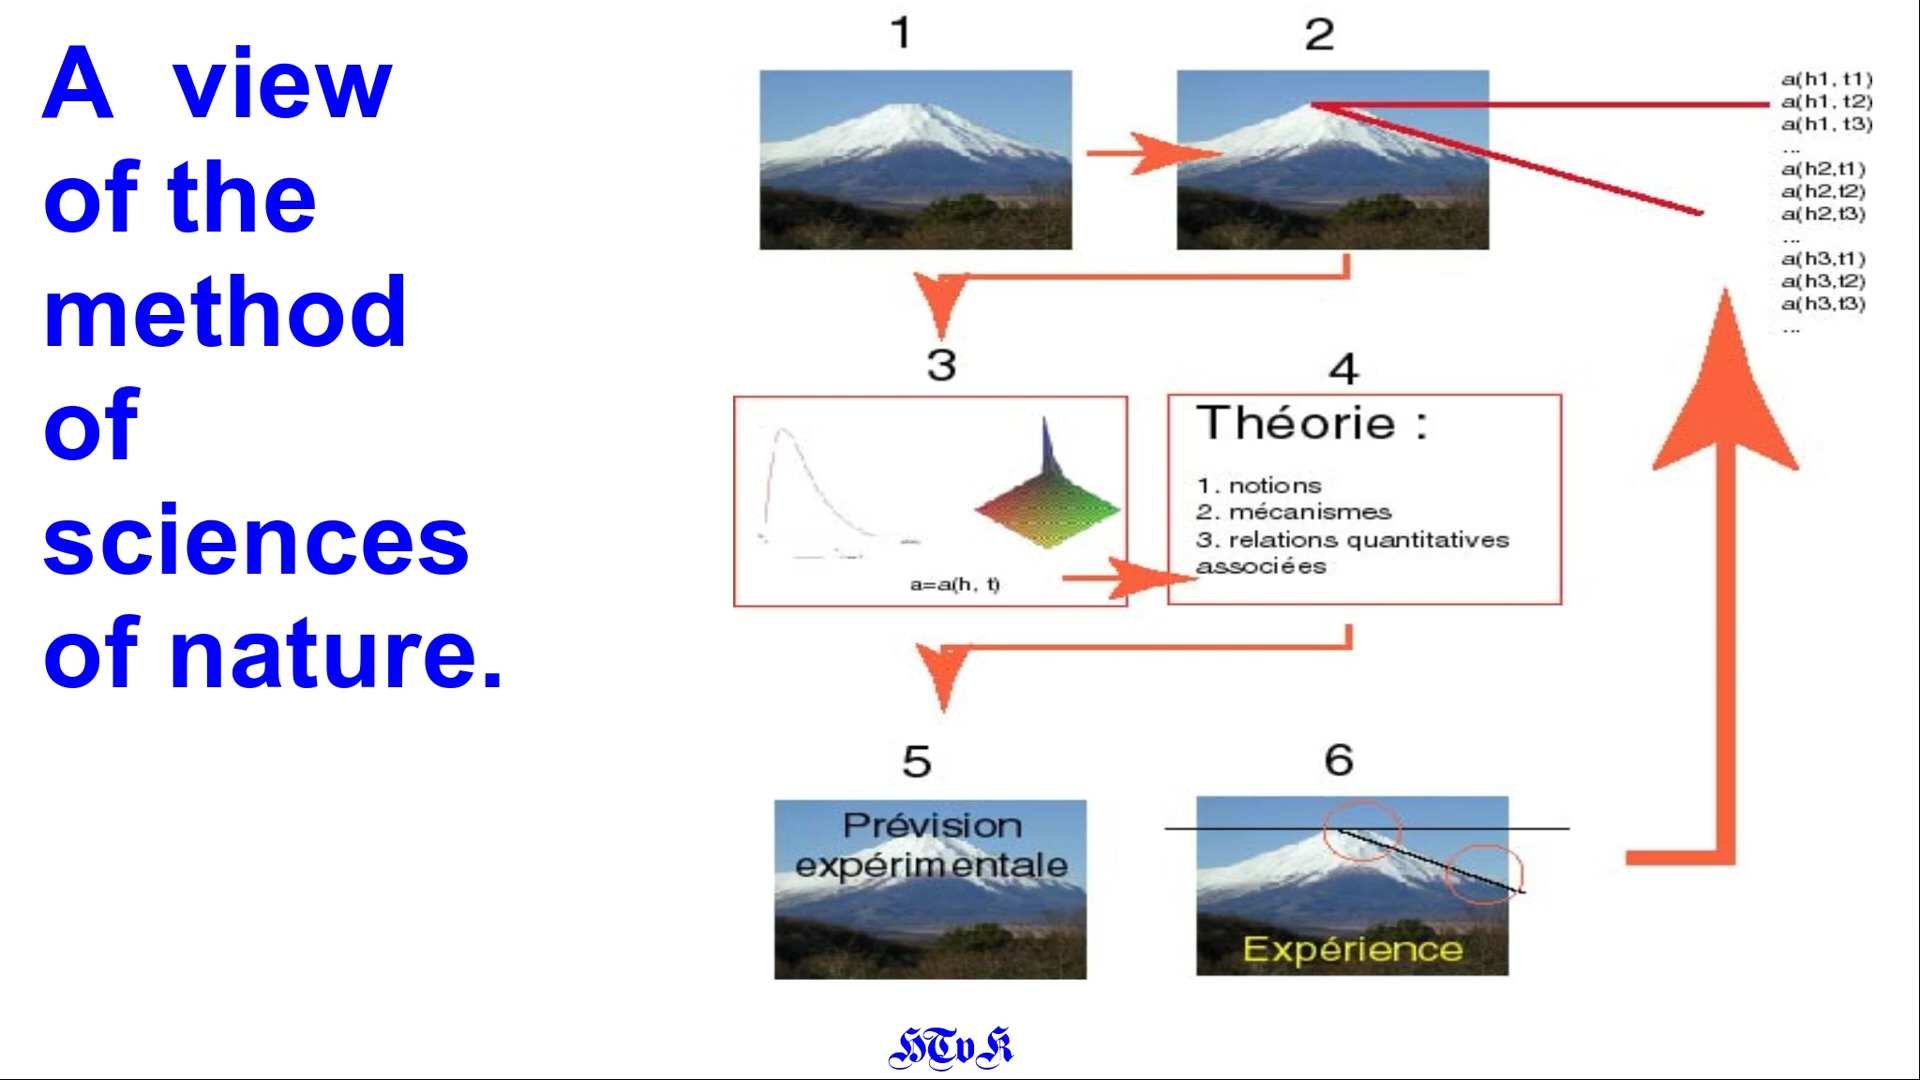 A view
of the
method
of
sciences
of nature.
1
2
a(h1, t1)
a(h1, t2)
a(h1, t3)
...
a(h2,t1)
a(h2,t2)
a(h2,t3)
...
a(h3,t1)
a(h3,t2)
a(h3,t3)
...
3
a=a(h, t)
4
Théorie :
1. notions
2. mécanismes
3. relations quantitatives
associées
5
Prévision
expérimentale
6
Expérience